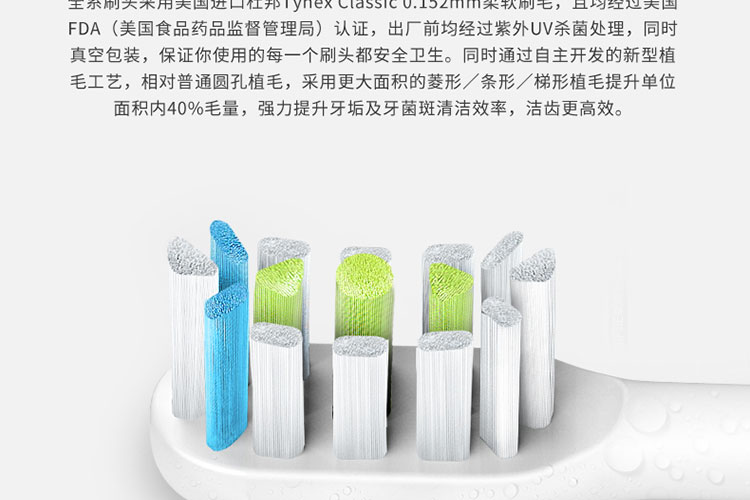 全系刷头采用美国进口杜邦Tynex Classic 0.152mm柔软刷毛，且均经过美国
FDA（美国食品药品监督管理局）认证，出厂前均经过紫外UV杀菌处理，同时
真空包装，保证你使用的每一个刷头都安全卫生。同时通过自主开发的新型植
毛工艺，相对普通圆孔植毛，采用更大面积的菱形／条形／梯形植毛提升单位
面积内40%毛量，强力提升牙垢及牙菌斑清洁效率，洁齿更高效。